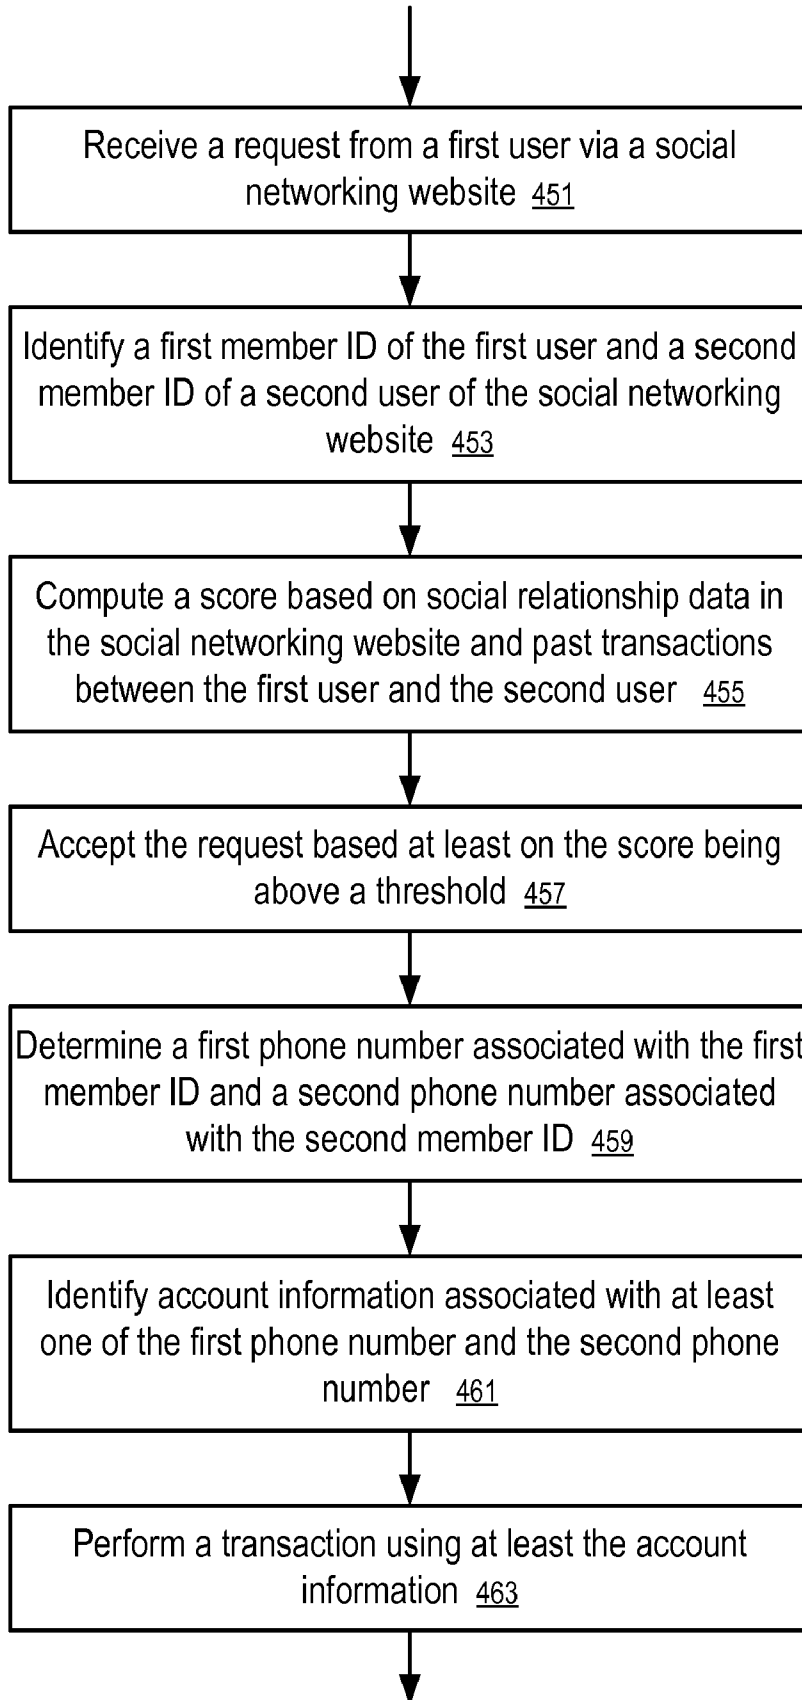 Receive a request from a first user via a social
networking website 451
Identify a first member ID of the first user and a second
member ID of a second user of the social networking
website 453
Compute a score based on social relationship data in
the social networking website and past transactions
between the first user and the second user 455
Accept the request based at least on the score being
above a threshold 457
Determine a first phone number associated with the first
member ID and a second phone number associated
with the second member ID 459
Identify account information associated with at least
one of the first phone number and the second phone
number 461
Perform a transaction using at least the account
information 463